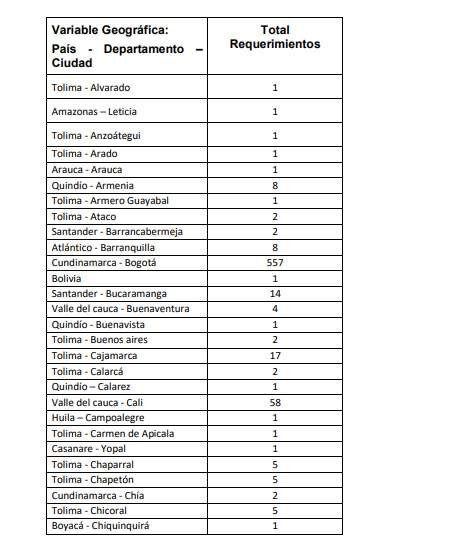 Variable Geográfica: Total
País - Departamento – Requerimientos
Ciudad
Tolima - Alvarado 1
Amazonas – Leticia 1
Tolima - Anzoátegui 1
Tolima - Arado 1
Arauca - Arauca 1
Quindío - Armenia 8
Tolima - Armero Guayabal 1
Tolima - Ataco 2
Santander - Barrancabermeja 2
Atlántico - Barranquilla 8
Cundinamarca - Bogotá 557
Bolivia 1
Santander - Bucaramanga 14
Valle del cauca - Buenaventura 4
Quindío - Buenavista 1
Tolima - Buenos aires 2
Tolima - Cajamarca 17
Tolima - Calarcá 2
Quindío – Calarez 1
Valle del cauca - Cali 58
Huila – Campoalegre 1
Tolima - Carmen de Apicala 1
Casanare - Yopal 1
Tolima - Chaparral 5
Tolima - Chapetón 5
Cundinamarca - Chía 2
Tolima - Chicoral 5
Boyacá - Chiquinquirá 1